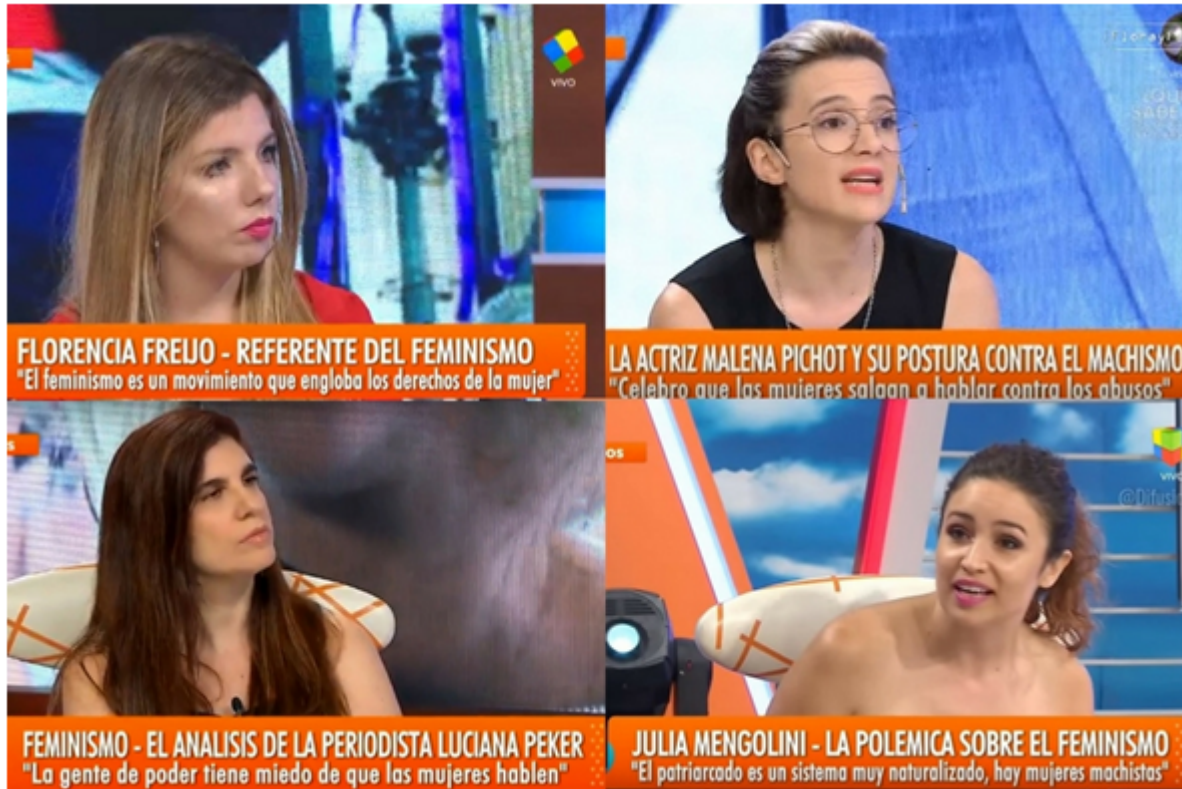 VIVO
FLORENCIA FREIJO - REFERENTE DEL FEMINISMO
"El feminismo es un movimiento que engloba los derechos de la mujer"
LA ACTRIZ MALENA PICHOT Y SU POSTURA CONTRA EL MACHISMO
"Celebro que las mujeres salgan a hablar contra los abusos"
FEMINISMO - EL ANALISIS DE LA PERIODISTA LUCIANA PEKER
"La gente de poder tiene miedo de que las mujeres hablen"
OS
VIVO
@Difusi
JULIA MENGOLINI - LA POLEMICA SOBRE EL FEMINISMO
"El patriarcado es un sistema muy naturalizado, hay mujeres machistas"